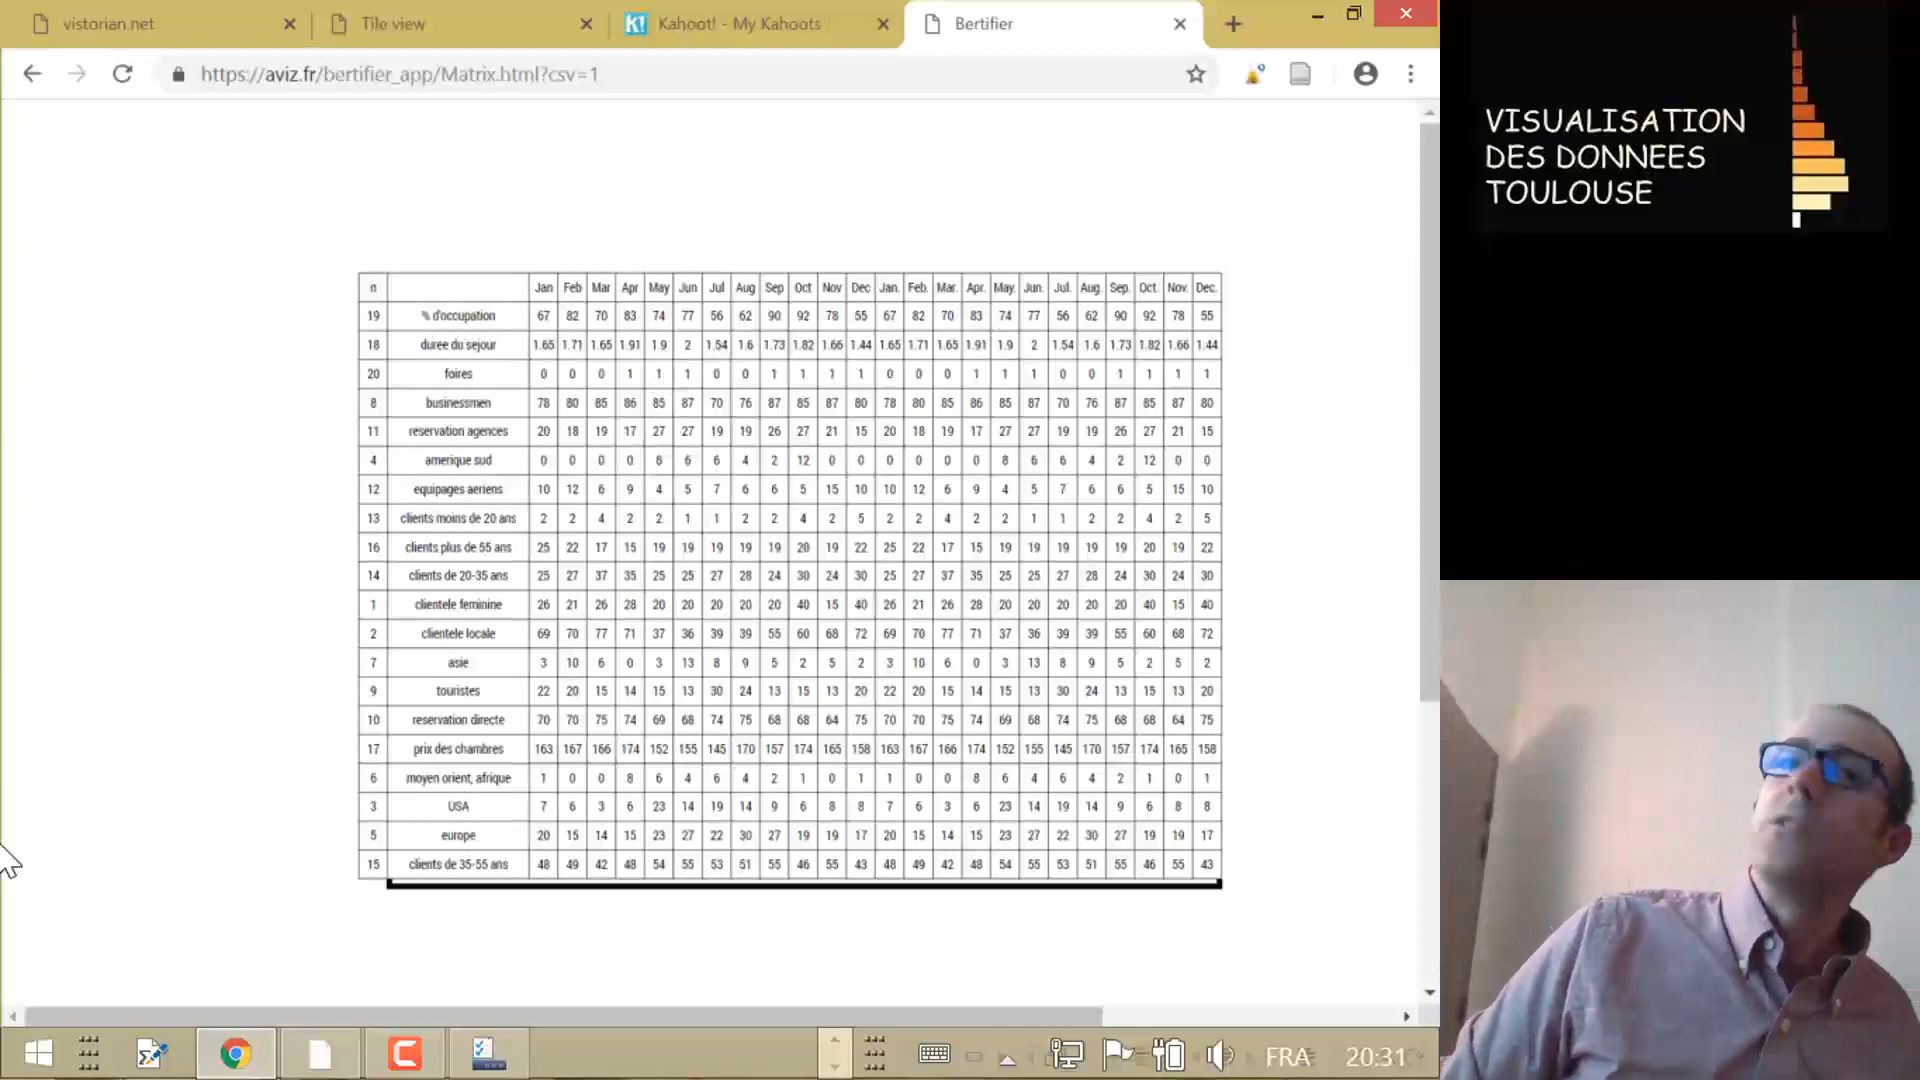 vistorian.net
Tile view
K! Kahoot! - My Kahoots
Bertifier
https://aviz.fr/bertifier_app/Matrix.html?csv=1
VISUALISATION
DES DONNEES
TOULOUSE
n Jan Feb Mar Apr May Jun Jul Aug Sep Oct Nov Dec Jan. Feb. Mar. Apr. May. Jun. Jul. Aug. Sep. Oct. Nov. Dec.
19 % d'occupation 67 82 70 83 74 77 56 62 90 92 78 55 67 82 70 83 74 77 56 62 90 92 78 55
18 duree du sejour 1.65 1.71 1.65 1.91 1.9 2 1.54 1.6 1.73 1.82 1.66 1.44 1.65 1.71 1.65 1.91 1.9 2 1.54 1.6 1.73 1.82 1.66 1.44
20 foires 0 0 0 1 1 1 0 0 1 1 1 1 0 0 0 1 1 1 0 0 1 1 1 1
8 businessmen 78 80 85 86 85 87 70 76 87 85 87 80 78 80 85 86 85 87 70 76 87 85 87 80
11 reservation agences 20 18 19 17 27 27 19 19 26 27 21 15 20 18 19 17 27 27 19 19 26 27 21 15
4 amerique sud 0 0 0 0 8 6 6 4 2 12 0 0 0 0 0 0 8 6 6 4 2 12 0 0
12 equipages aeriens 10 12 6 9 4 5 7 6 6 5 15 10 10 12 6 9 4 5 7 6 6 5 15 10
13 clients moins de 20 ans 2 2 4 2 2 1 1 2 2 4 2 5 2 2 4 2 2 1 1 2 2 4 2 5
16 clients plus de 55 ans 25 22 17 15 19 19 19 19 19 20 19 22 25 22 17 15 19 19 19 19 19 20 19 22
14 clients de 20-35 ans 25 27 37 35 25 25 27 28 24 30 24 30 25 27 37 35 25 25 27 28 24 30 24 30
1 clientele feminine 26 21 26 28 20 20 20 20 20 40 15 40 26 21 26 28 20 20 20 20 20 40 15 40
2 clientele locale 69 70 77 71 37 36 39 39 55 60 68 72 69 70 77 71 37 36 39 39 55 60 68 72
7 asie 3 10 6 0 3 13 8 9 5 2 5 2 3 10 6 0 3 13 8 9 5 2 5 2
9 touristes 22 20 15 14 15 13 30 24 13 15 13 20 22 20 15 14 15 13 30 24 13 15 13 20
10 reservation directe 70 70 75 74 69 68 74 75 68 68 64 75 70 70 75 74 69 68 74 75 68 68 64 75
17 prix des chambres 163 167 166 174 152 155 145 170 157 174 165 158 163 167 166 174 152 155 145 170 157 174 165 158
6 moyen orient, afrique 1 0 0 8 6 4 6 4 2 1 0 1 1 0 0 8 6 4 6 4 2 1 0 1
3 USA 7 6 3 6 23 14 19 14 9 6 8 8 7 6 3 6 23 14 19 14 9 6 8 8
5 europe 20 15 14 15 23 27 22 30 27 19 19 17 20 15 14 15 23 27 22 30 27 19 19 17
15 clients de 35-55 ans 48 49 42 48 54 55 53 51 55 46 55 43 48 49 42 48 54 55 53 51 55 46 55 43
FRA 20:31